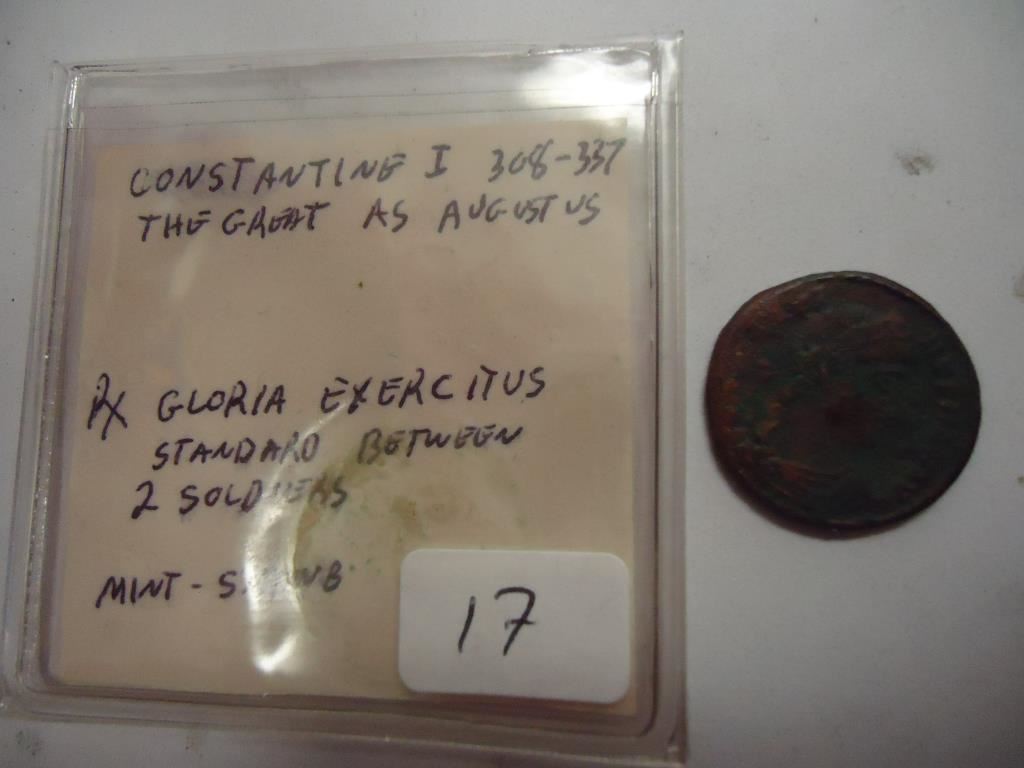 CONSTANTINE I 308-337
THE GREAT AS AUGUSTUS
RX GLORIA EXERCITUS
STANDARD BETWEEN
2 SOLDIERS
MINT -
17